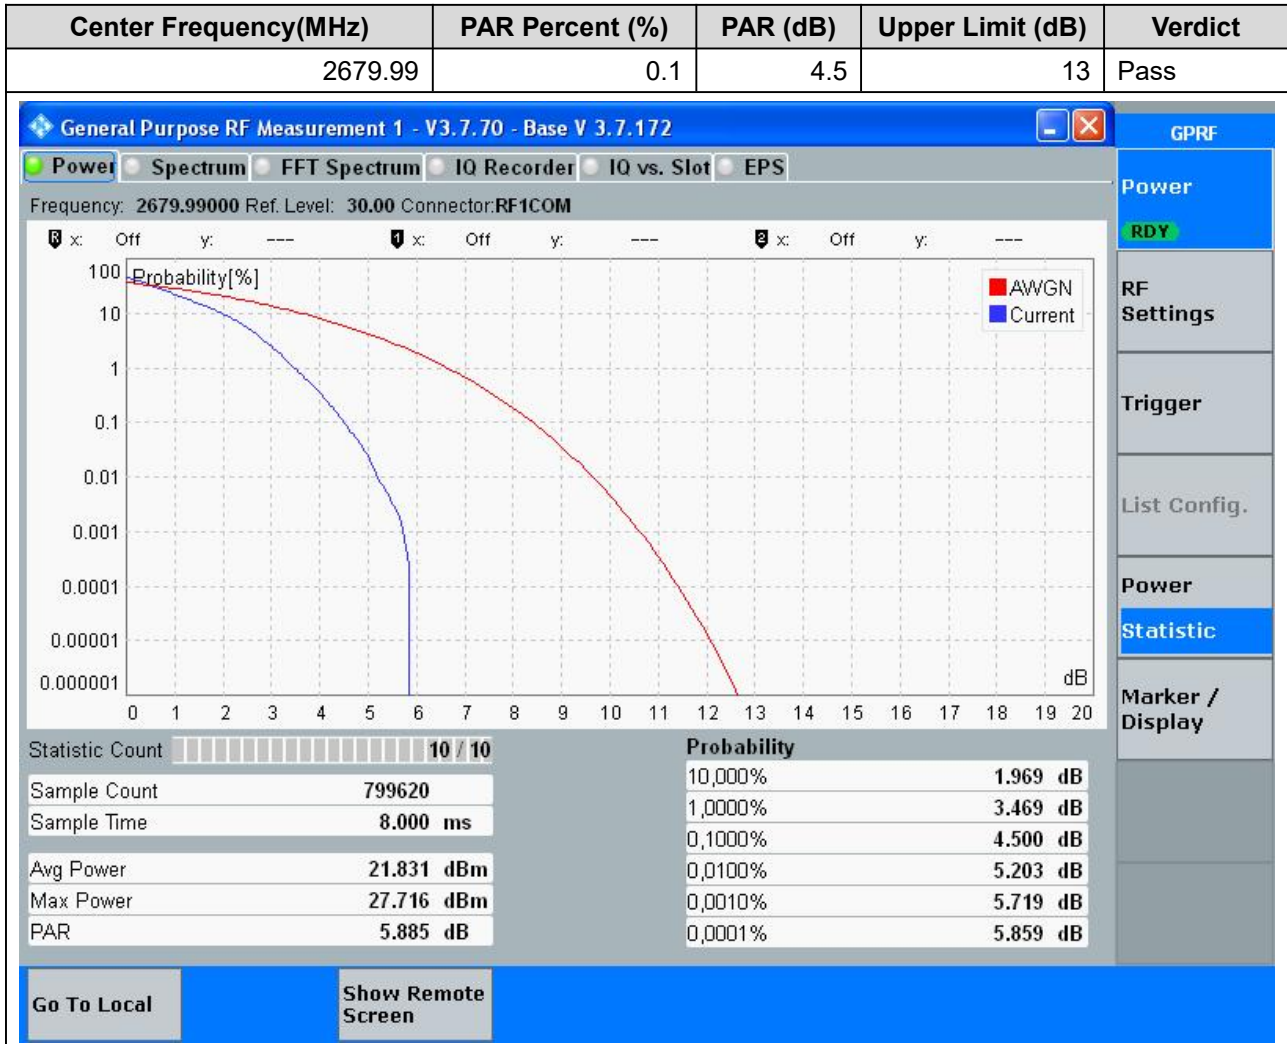 Center Frequency(MHz) PAR Percent (%) PAR (dB) Upper Limit (dB) Verdict
2679.99 0.1 4.5 13 Pass
General Purpose RF Measurement 1 - V3.7.70 - Base V 3.7.172
GPRF
Power Spectrum FFT Spectrum IQ Recorder IQ vs. Slot EPS
Frequency: 2679.99000 Ref. Level: 30.00 Connector:RF1COM
R x: Off y: --- 1 x: Off y: --- 2 x: Off y: ---
Probability[%]
100
10
1
0.1
0.01
0.001
0.0001
0.00001
0.000001
AWGN
Current
dB
0 1 2 3 4 5 6 7 8 9 10 11 12 13 14 15 16 17 18 19 20
Statistic Count 10 / 10
Sample Count 799620
Sample Time 8.000 ms
Avg Power 21.831 dBm
Max Power 27.716 dBm
PAR 5.885 dB
Probability
10,000% 1.969 dB
1,0000% 3.469 dB
0,1000% 4.500 dB
0,0100% 5.203 dB
0,0010% 5.719 dB
0,0001% 5.859 dB
Power
RDY
RF
Settings
Trigger
List Config.
Power
Statistic
Marker /
Display
Go To Local
Show Remote
Screen